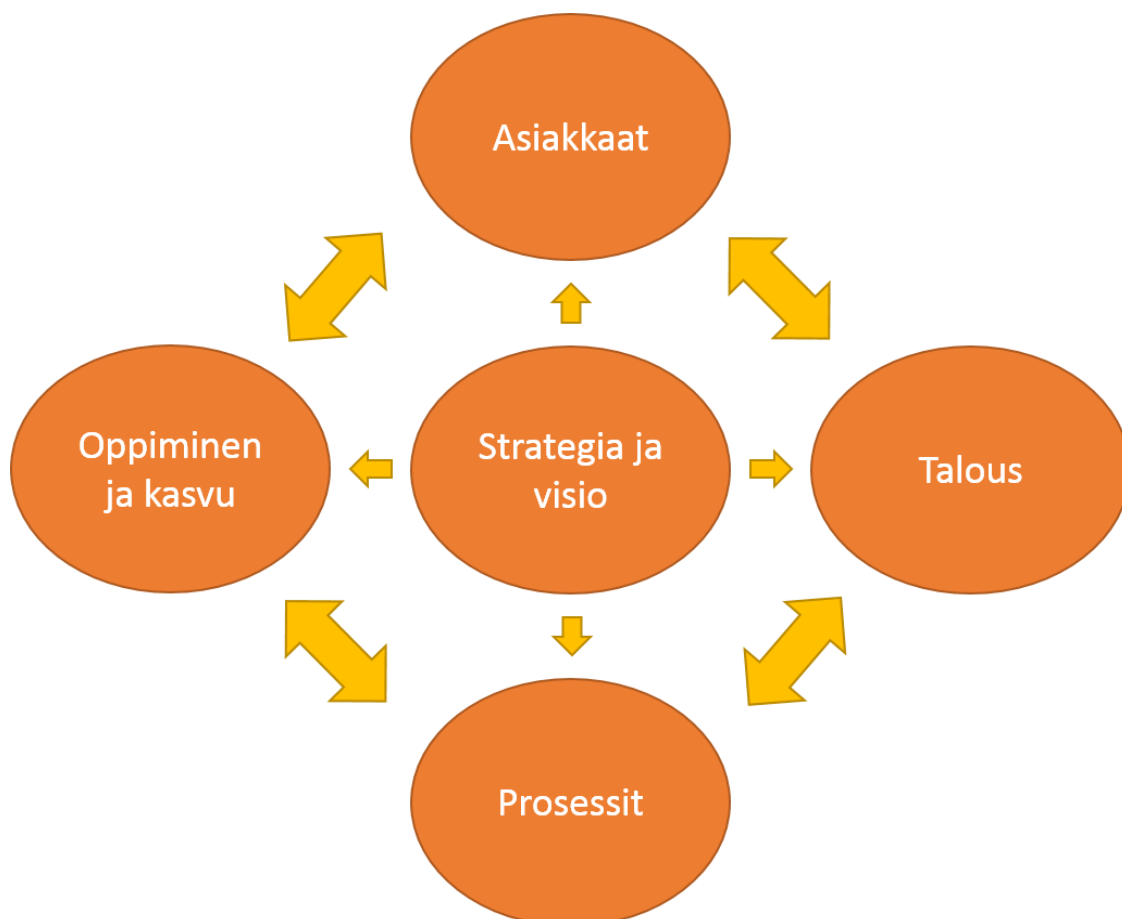 Asiakkaat
Oppiminen
ja kasvu
Strategia ja
visio
Talous
Prosessit